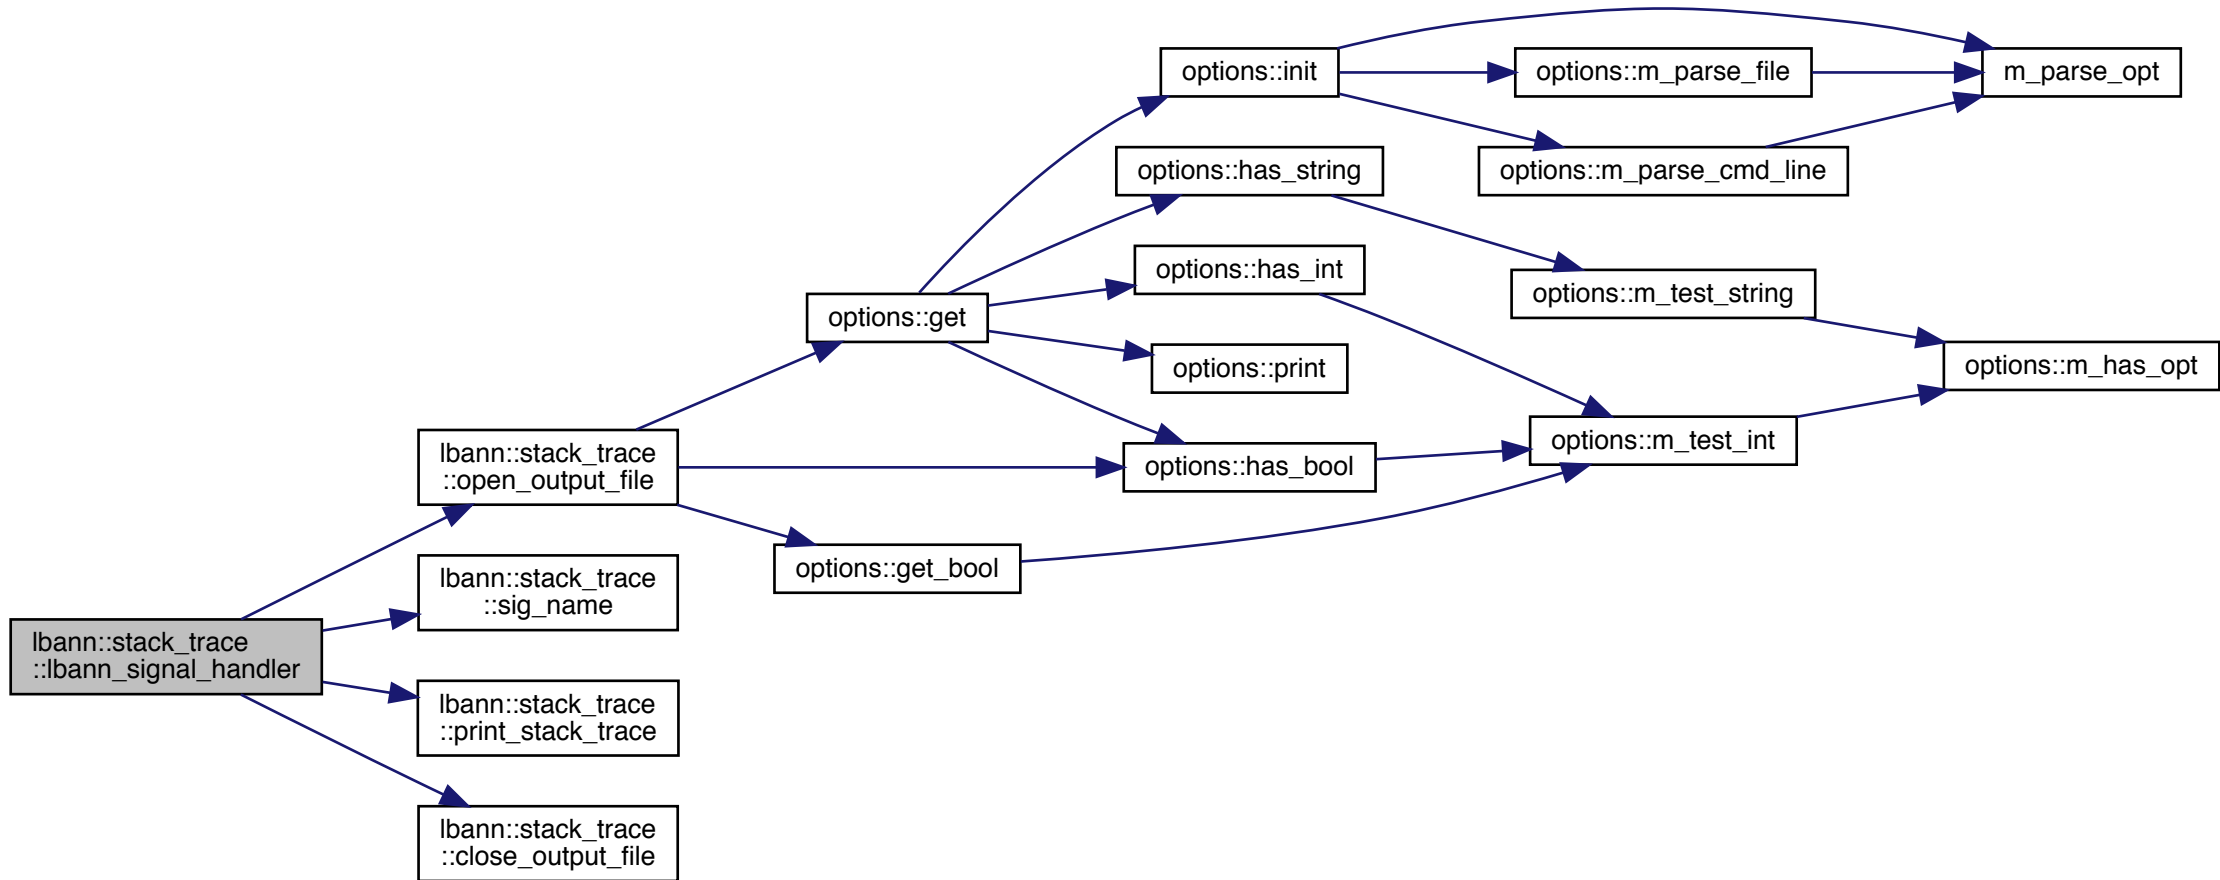 lbann::stack_trace
::lbann_signal_handler
lbann::stack_trace
::open_output_file
lbann::stack_trace
::sig_name
lbann::stack_trace
::print_stack_trace
lbann::stack_trace
::close_output_file
options::get
options::get_bool
options::init
options::has_string
options::has_int
options::print
options::has_bool
options::m_parse_file
options::m_parse_cmd_line
options::m_test_string
options::m_test_int
m_parse_opt
options::m_has_opt